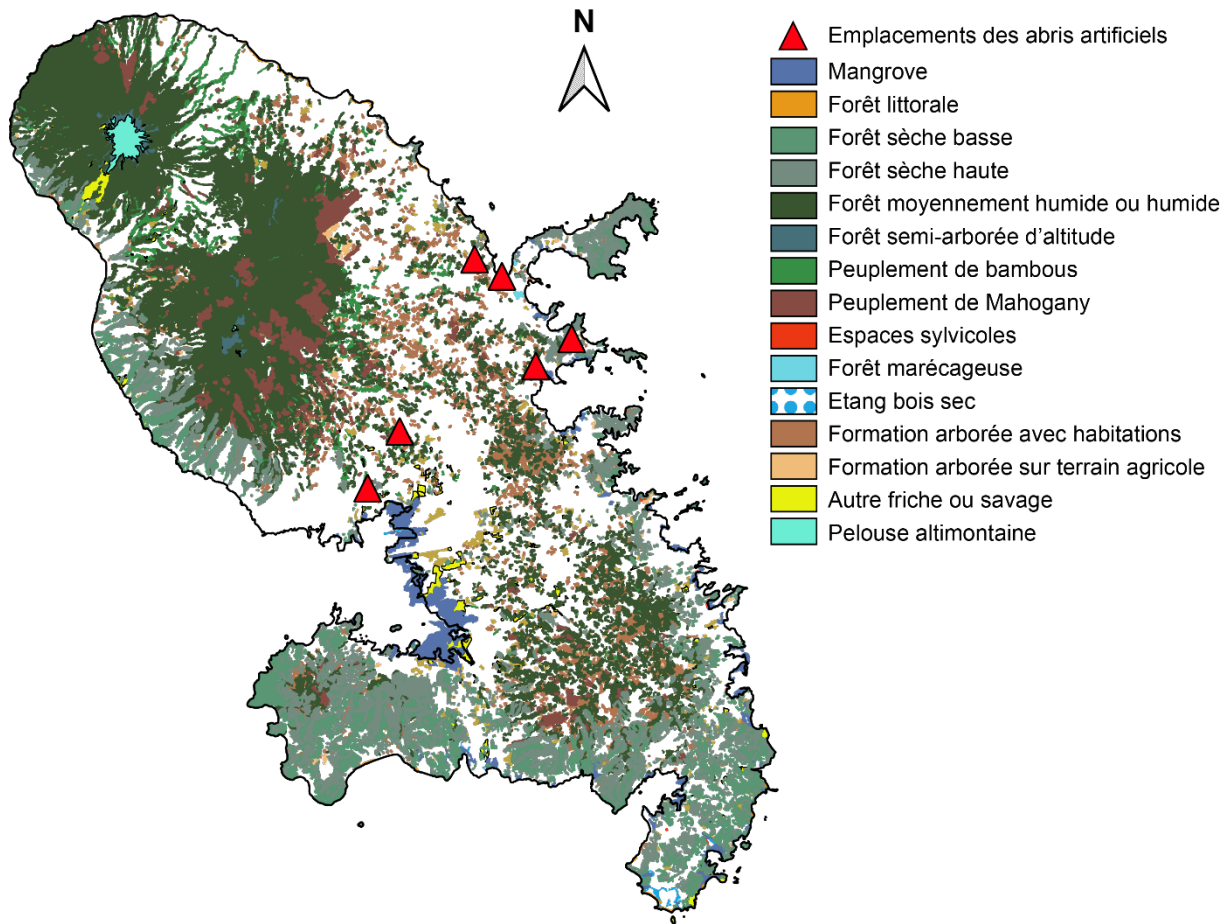 N
Emplacements des abris artificiels
Mangrove
Forêt littorale
Forêt sèche basse
Forêt sèche haute
Forêt moyennement humide ou humide
Forêt semi-arborée d'altitude
Peuplement de bambous
Peuplement de Mahogany
Espaces sylvicoles
Forêt marécageuse
Etang bois sec
Formation arborée avec habitations
Formation arborée sur terrain agricole
Autre friche ou savage
Pelouse altimontaine